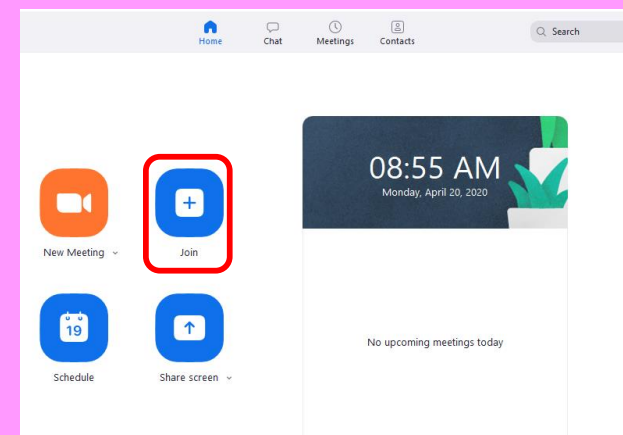 Home
Chat
Meetings
Contacts
Search
08:55 AM
Monday, April 20, 2020
New Meeting
Join
19
Schedule
Share screen
No upcoming meetings today